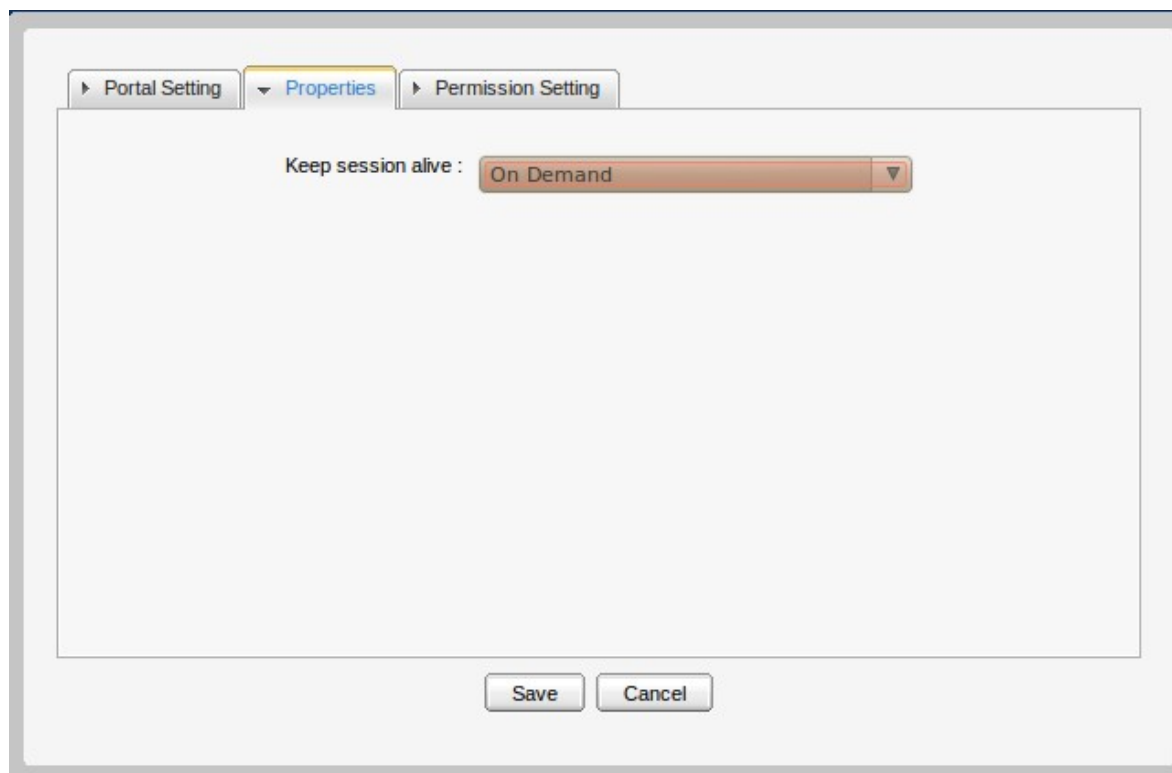 Portal Setting Properties Permission Setting
Keep session alive : On Demand
Save Cancel